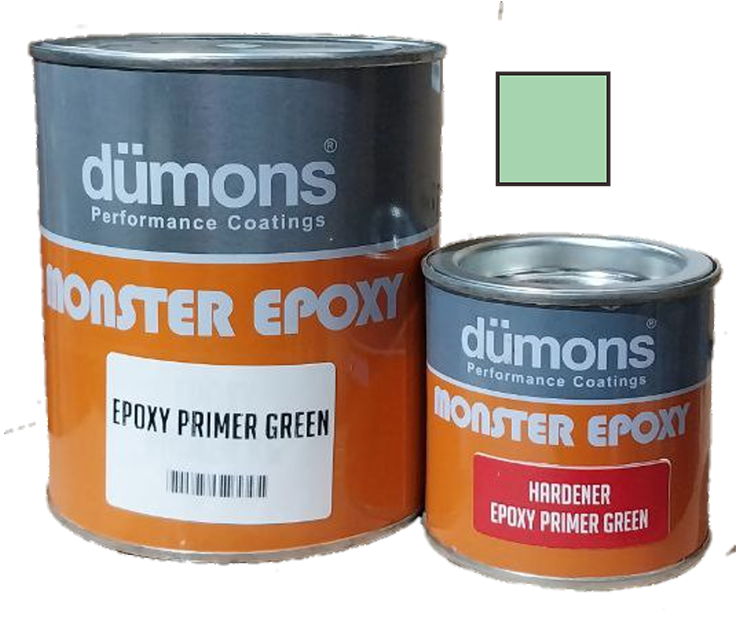 dümons®
Performance Coatings
MONSTER EPOXY
EPOXY PRIMER GREEN
dümons®
Performance Coatings
MONSTER EPOXY
HARDENER
EPOXY PRIMER GREEN